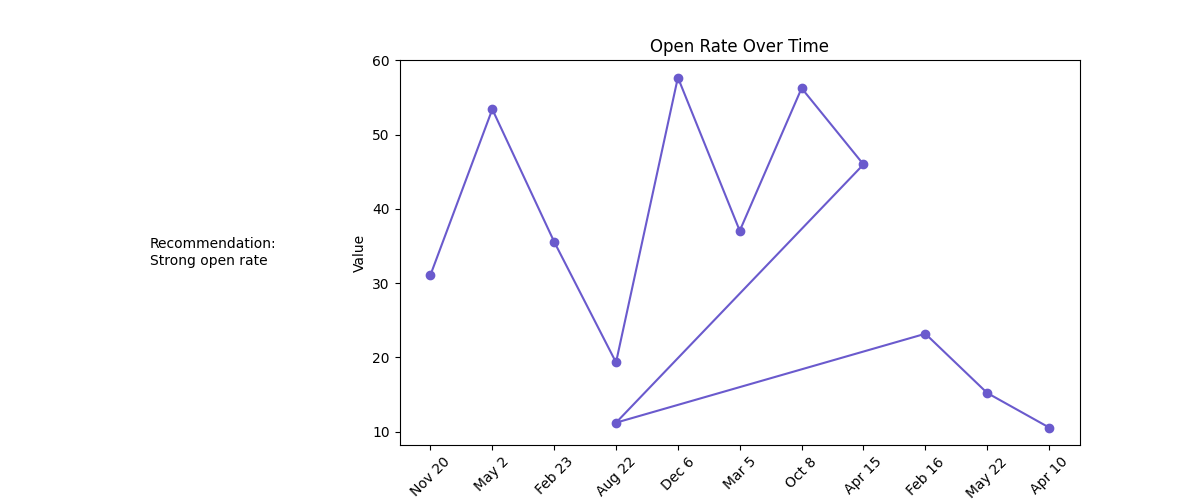 Open Rate Over Time
Recommendation:
Strong open rate
Value
60
50
40
30
20
10
Nov 20
May 2
Feb 23
Aug 22
Dec 6
Mar 5
Oct 8
Apr 15
Feb 16
May 22
Apr 10